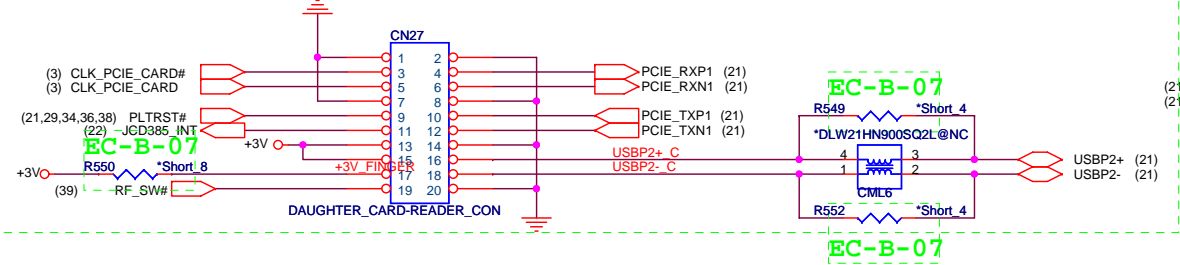 CN27
1 2
(3) CLK_PCIE_CARD# 3 4 PCIE_RXP1 (21)
(3) CLK_PCIE_CARD 5 6 PCIE_RXN1 (21)
7 8
(21,29,34,36,38) PLTRST# 9 10 PCIE_TXP1 (21)
(22) JCD385_INT 11 12 PCIE_TXN1 (21)
+3V 13 14
15 16 USBP2+_C
+3V_FINGER 17 18 USBP2-_C
(39) RF_SW# 19 20
DAUGHTER_CARD-READER_CON
EC-B-07
+3V R550 *Short_8
EC-B-07
R549 *Short_4
*DLW21HN900SQ2L@NC
4 3 USBP2+ (21)
1 2 USBP2- (21)
CML6
R552 *Short_4
EC-B-07